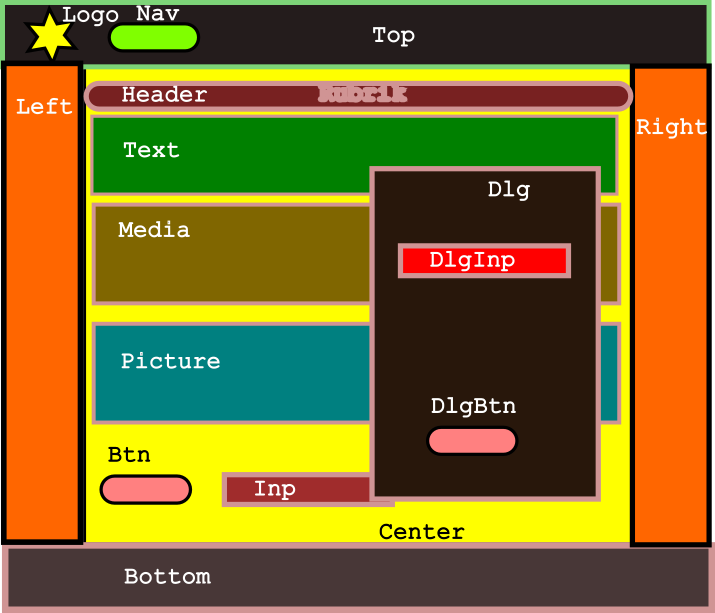 Logo Nav
Top
Left
Header Rubrik
Right
Text
Dlg
Media
DlgInp
Picture
DlgBtn
Btn
Inp
Center
Bottom